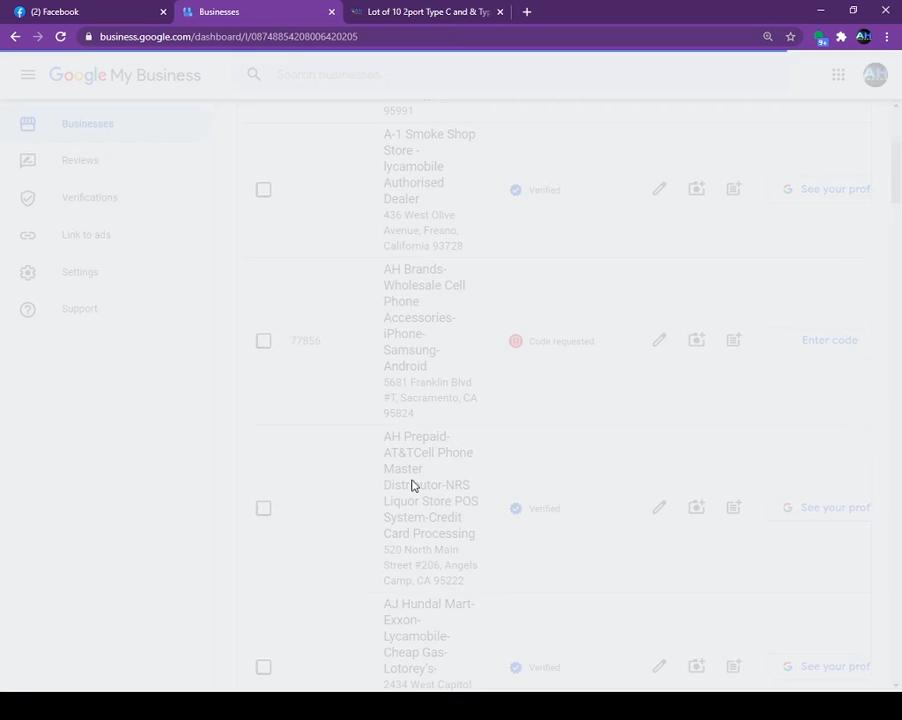 (2) Facebook
Businesses
Lot of 10 2port Type C and & Typ
business.google.com/dashboard/l/08748854208006420205
9+
AH
Google My Business
Search businesses
AH
Businesses
Reviews
Verifications
Link to ads
Settings
Support
95991
A-1 Smoke Shop
Store -
lycamobile
Authorised
Dealer
436 West Olive
Avenue, Fresno,
California 93728
Verified
See your prof
77856
AH Brands-
Wholesale Cell
Phone
Accessories-
iPhone-
Samsung-
Android
5681 Franklin Blvd
#T, Sacramento, CA
95824
Code requested
Enter code
AH Prepaid-
AT&TCell Phone
Master
Distributor-NRS
Liquor Store POS
System-Credit
Card Processing
520 North Main
Street #206, Angels
Camp, CA 95222
Verified
See your prof
AJ Hundal Mart-
Exxon-
Lycamobile-
Cheap Gas-
Lotorey's-
2434 West Capitol
Verified
See your prof